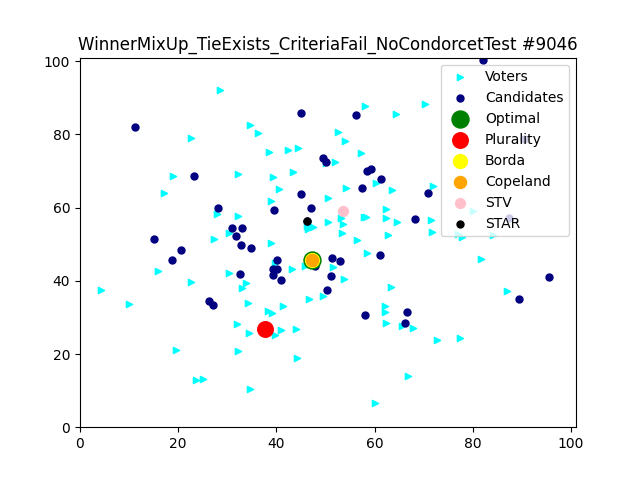 WinnerMixUp_TieExists_CriteriaFail_NoCondorcetTest #9046
100
80
60
40
20
0
0
20
40
60
80
100
Voters
Candidates
Optimal
Plurality
Borda
Copeland
STV
STAR